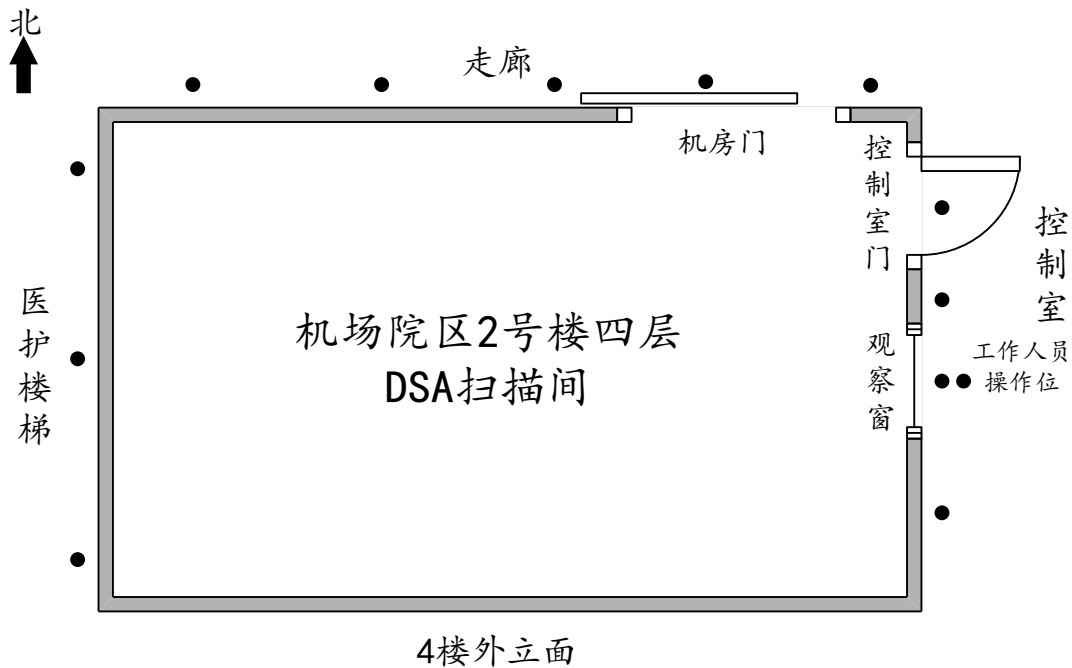 北
走廊
机房门
控制室门
控制室
医护楼梯
机场院区2号楼四层
DSA扫描间
观察窗
工作人员
操作位
4楼外立面